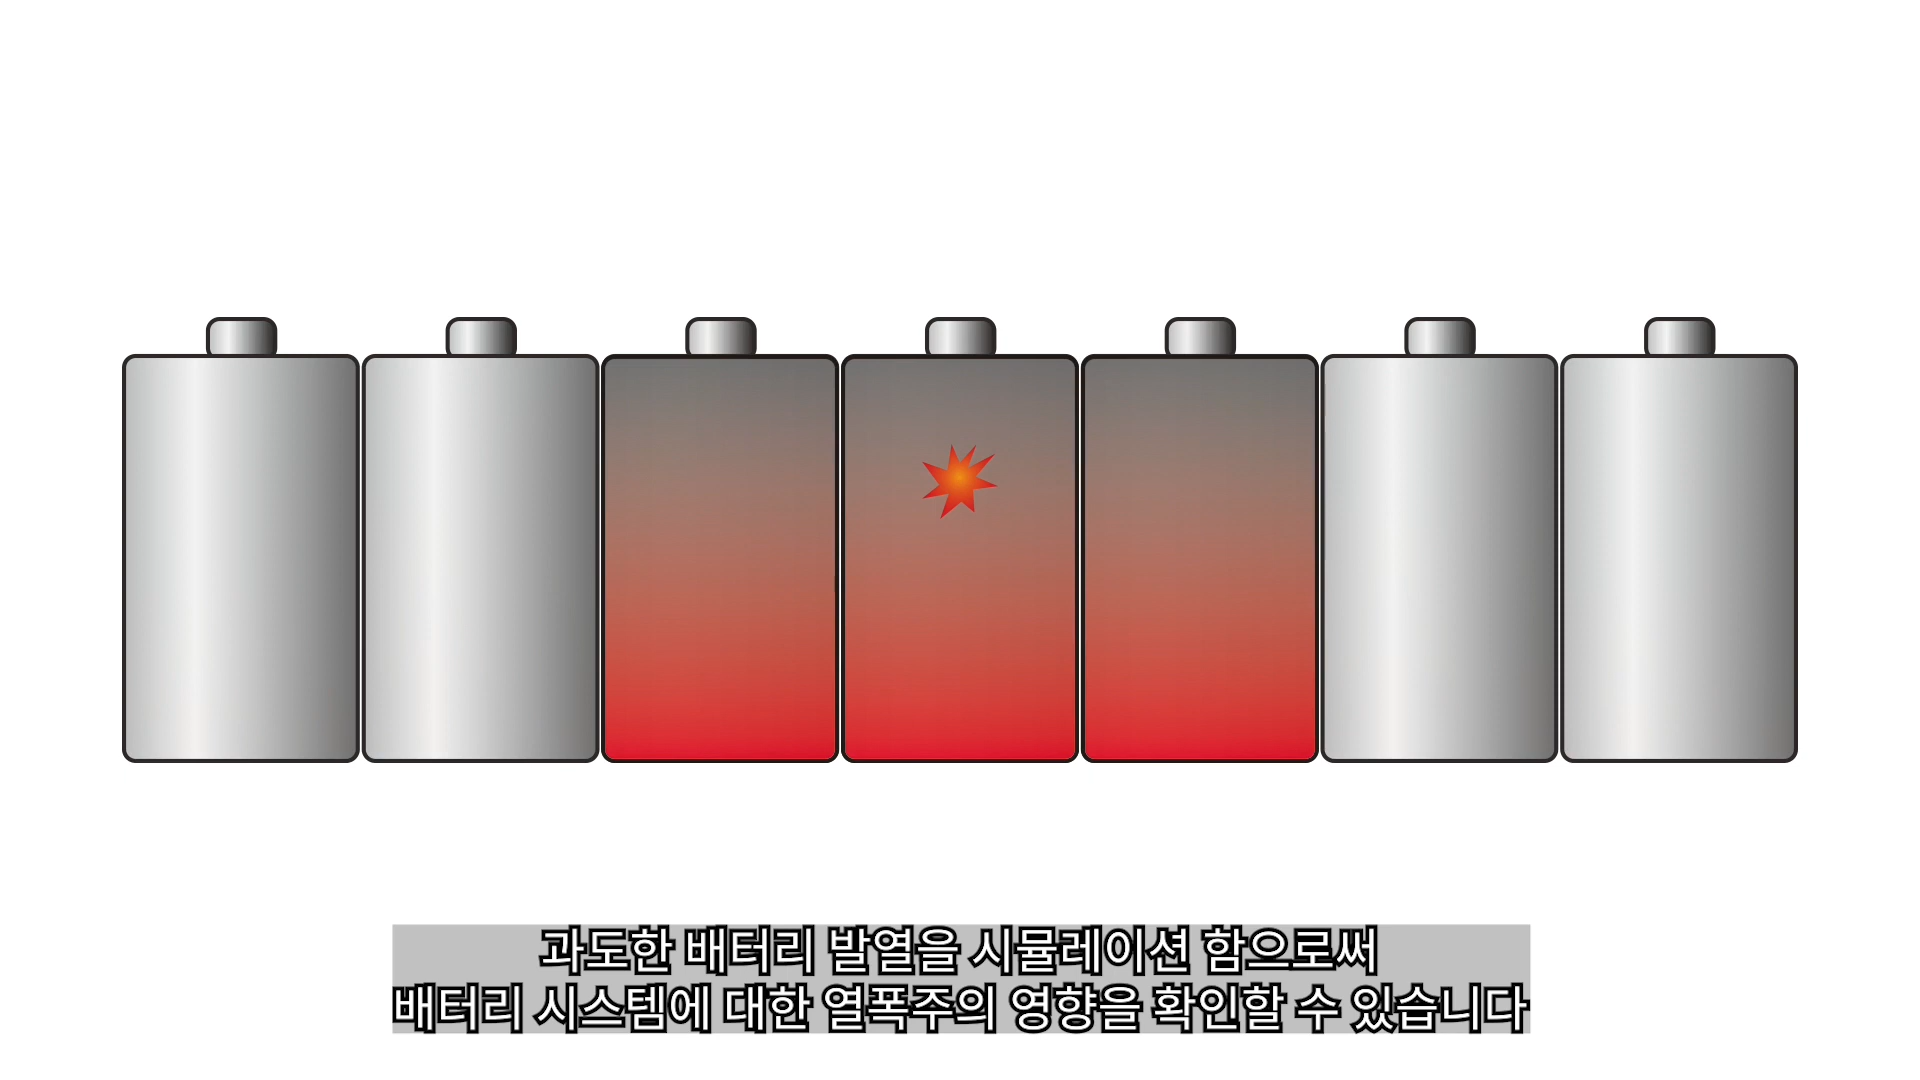 과도한 배터리 발열을 시뮬레이션 함으로써
배터리 시스템에 대한 열폭주의 영향을 확인할 수 있습니다